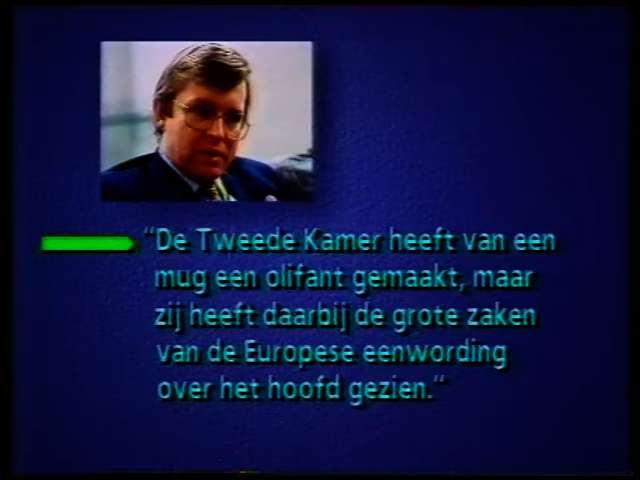 “De Tweede Kamer heeft van een
mug een olifant gemaakt, maar
zij heeft daarbij de grote zaken
van de Europese eenwording
over het hoofd gezien.“